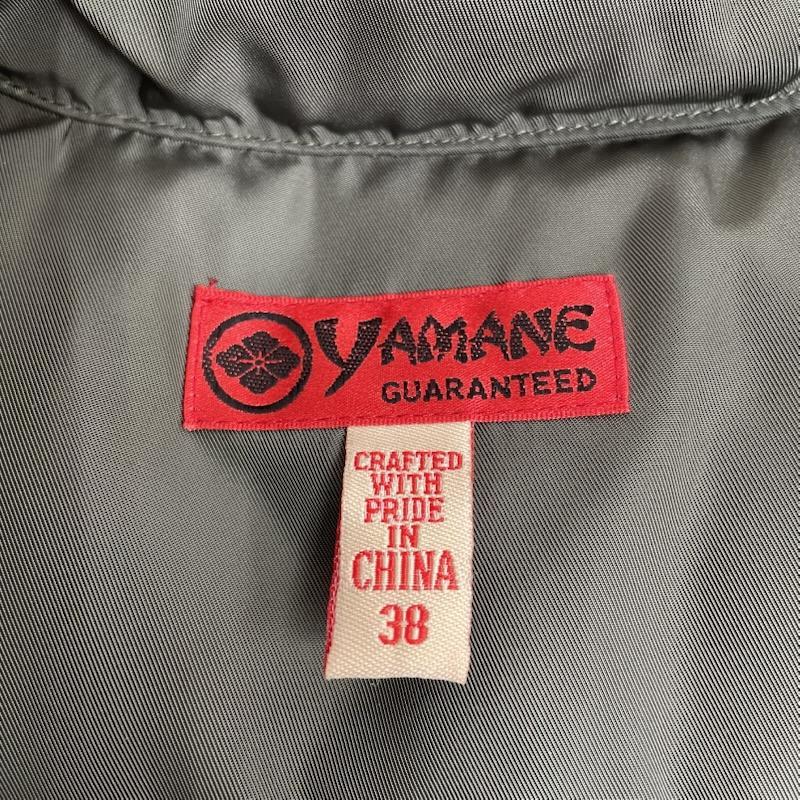 YAMANE
GUARANTEED
CRAFTED
WITH
PRIDE
IN
CHINA
38